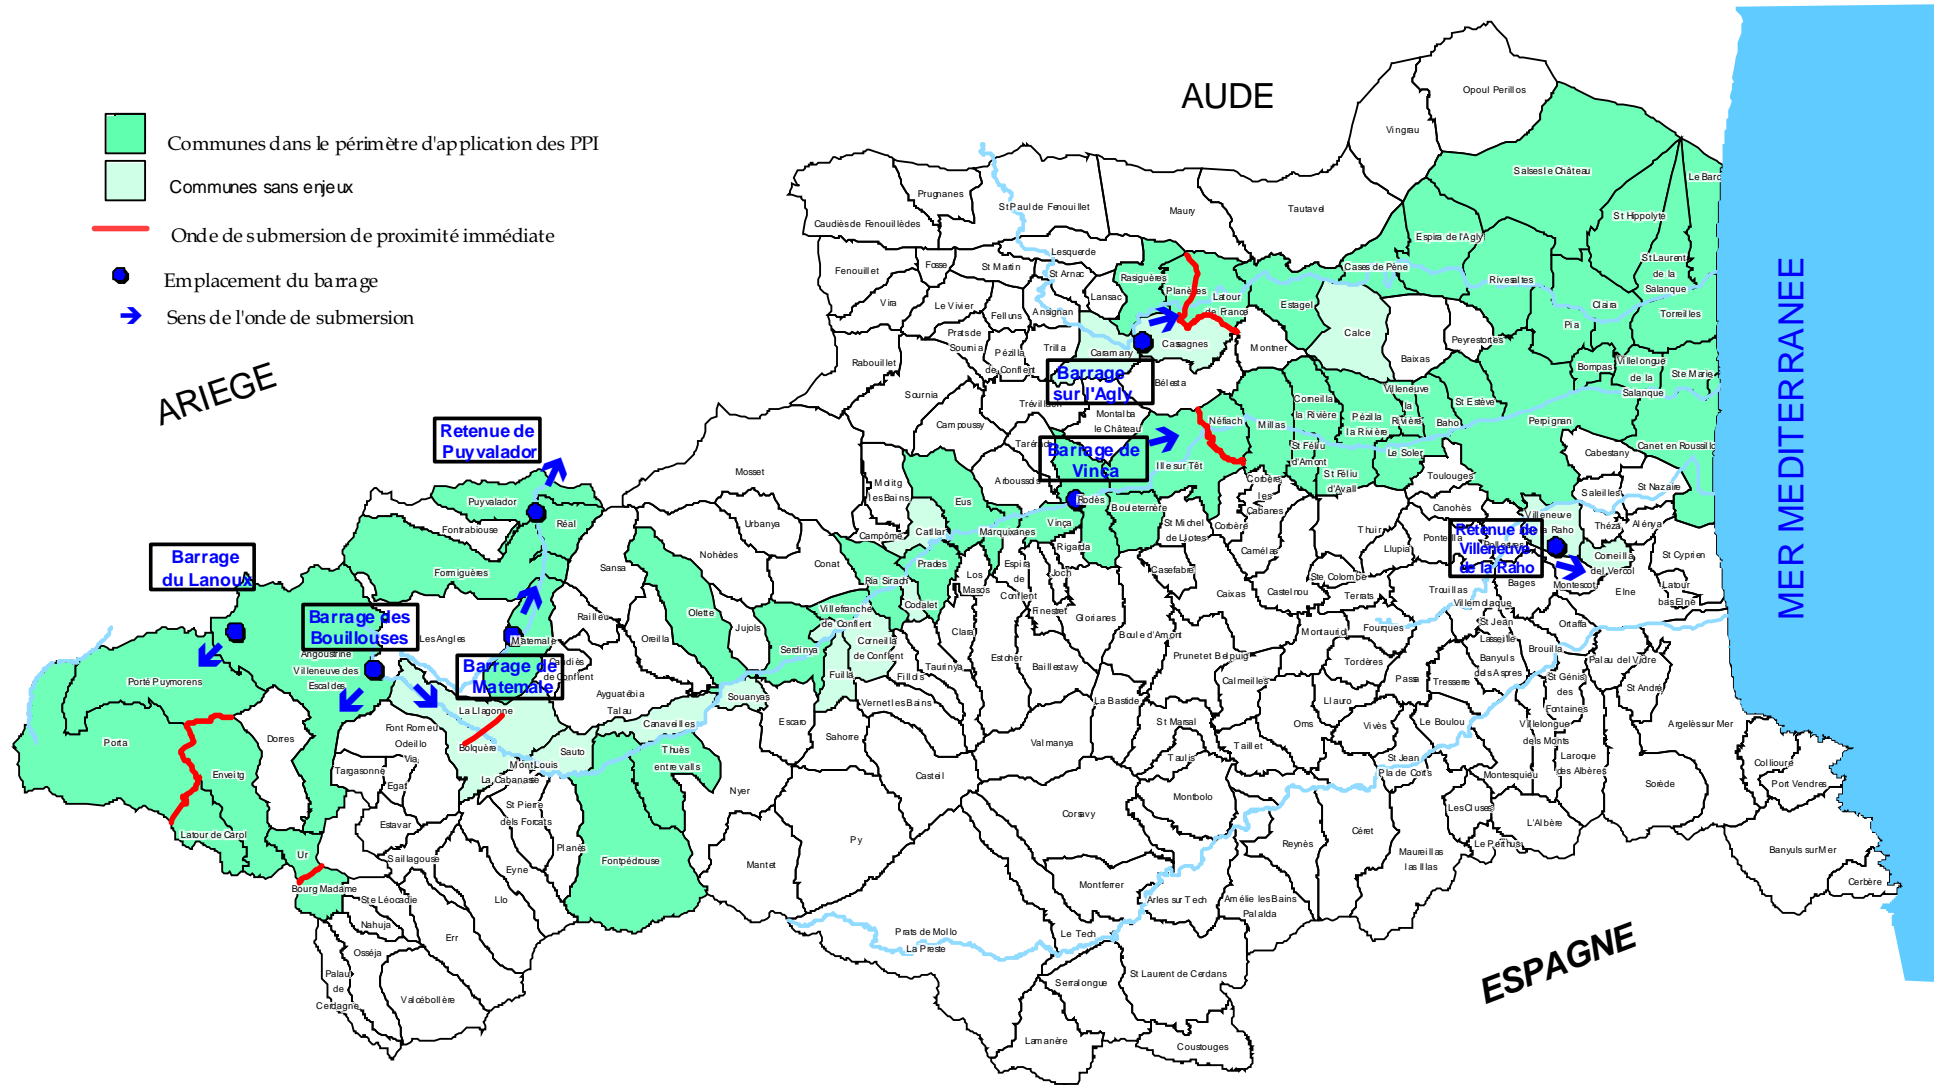 AUDE
ARIEGE
ESPAGNE
MER MEDITERRANEE
Communes dans le périmètre d'application des PPI
Communes sans enjeux
Onde de submersion de proximité immédiate
Emplacement du barrage
Sens de l'onde de submersion
Retenue de
Puyvalador
Barrage
du Lanoux
Barrage des
Bouillouses
Barrage de
Matemale
Barrage
sur l'Agly
Barrage de
Vinça
Retenue de
Villeneuve
de la Raho
Opoul Perillos
Vingrau
Salses le Château
Le Barc
St Hippolyte
St Laurent
de la
Salanque
Prugnanes
St Paul de Fenouillet
Caudiès de Fenouillèdes
Maury
Tautavel
Espira de l'Agly
Cases de Pène
Rivesaltes
Claira
Torreilles
Pia
Lesquerde
Fenouillet
Fosse
St Martin
St Arnac
Rasiguères
Planèzes
Latour
de France
Estagel
Lansac
Vira
Le Vivier
Felluns
Ansignan
Calce
Peyrestortes
Baixas
Montner
Cassagnes
Caramany
Trilla
Prats de
Sournia
Pézilla
de Conflent
Rabouillet
Bélesta
Bompas
Villelongue
de la
Salanque
Ste Marie
Sournia
Montalba
le Château
Néfiach
Millas
Corneilla
la Rivière
Pézilla
la Rivière
Villeneuve
la
Rivière
St Estève
Baho
Perpignan
Campoussy
Ille sur Têt
St Féliu
d'Amont
St Féliu
d'Avall
Le Soler
Canet en Roussillo
Cabestany
Toulouges
Mosset
Molitg
les Bains
Eus
Arboussols
Rodès
Bouleternère
Corbère
les
Cabanes
Corbère
St Nazaire
Saleilles
Canohès
Villeneuve
Théza
Alénya
Puyvalador
Réal
Fontrabiouse
Urbanya
Campôme
Catllar
Marquixanes
Vinça
Rigarda
St Michel
de Llotes
Thuir
Llupia
Corneilla
del Vercol
St Cyprien
Formiguères
Sansa
Nohèdes
Conat
Ria Sirach
Prades
Los
Masos
Espira
de
Conflent
Joch
Finestret
Casefabre
Camélas
Ste Colombe
Terrats
Castelnou
Caixas
Trouillas
Bages
Montescot
Elne
Latour
bas Elne
Villemolaque
Codalet
Villefranche
de Conflent
Glorianes
Railleu
Olette
Jujols
Oreilla
Serdinya
Corneilla
de Conflent
Clara
Boule d'Amont
Montauriol
Fourques
St Jean
Lasseille
Ortaffa
Brouilla
Les Angles
Matemale
Angoustrine
Villeneuve des
Escaldes
Porté Puymorens
Fuilla
Taurinya
Fillols
Estoher
Baillestavy
Prunet et Belpuig
Tordères
Banyuls
dels Aspres
Palau del Vidre
Ayguatébia
Talau
Souanyas
Vernet les Bains
La Bastide
Calmeilles
Passa
Tresserre
St Génis
des
Fontaines
St André
La Llagonne
Font Romeu
Odeillo
Via
Bolquère
Canaveilles
Escaro
Sahorre
Valmanya
St Marsal
Taillet
Oms
Llauro
Vivès
Le Boulou
Villelongue
dels Monts
Laroque
des Albères
Argelès sur Mer
Porta
Enveitg
Dorres
Targasonne
Egat
Sauto
Mont Louis
La Cabanasse
Thuès
entre valls
Casteil
Taulis
St Jean
Pla de Corts
Montesquieu
Sorède
Collioure
Port Vendres
Nyer
St Pierre
dels Forcats
Planès
Corsavy
Montbolo
Céret
Les Cluses
L'Albère
Le Perthus
Banyuls sur Mer
Cerbère
Latour de Carol
Ur
Estavar
Saillagouse
Eyne
Fontpédrouse
Mantet
Py
Reynès
Maureillas
las Illas
Bourg Madame
Ste Léocadie
Llo
Montferrer
Arles sur Tech
Amélie les Bains
Palalda
Nahuja
Osséja
Err
Prats de Mollo
La Preste
Le Tech
Palau
de
Cerdagne
Valcébollère
Serralongue
St Laurent de Cerdans
Lamanère
Coustouges